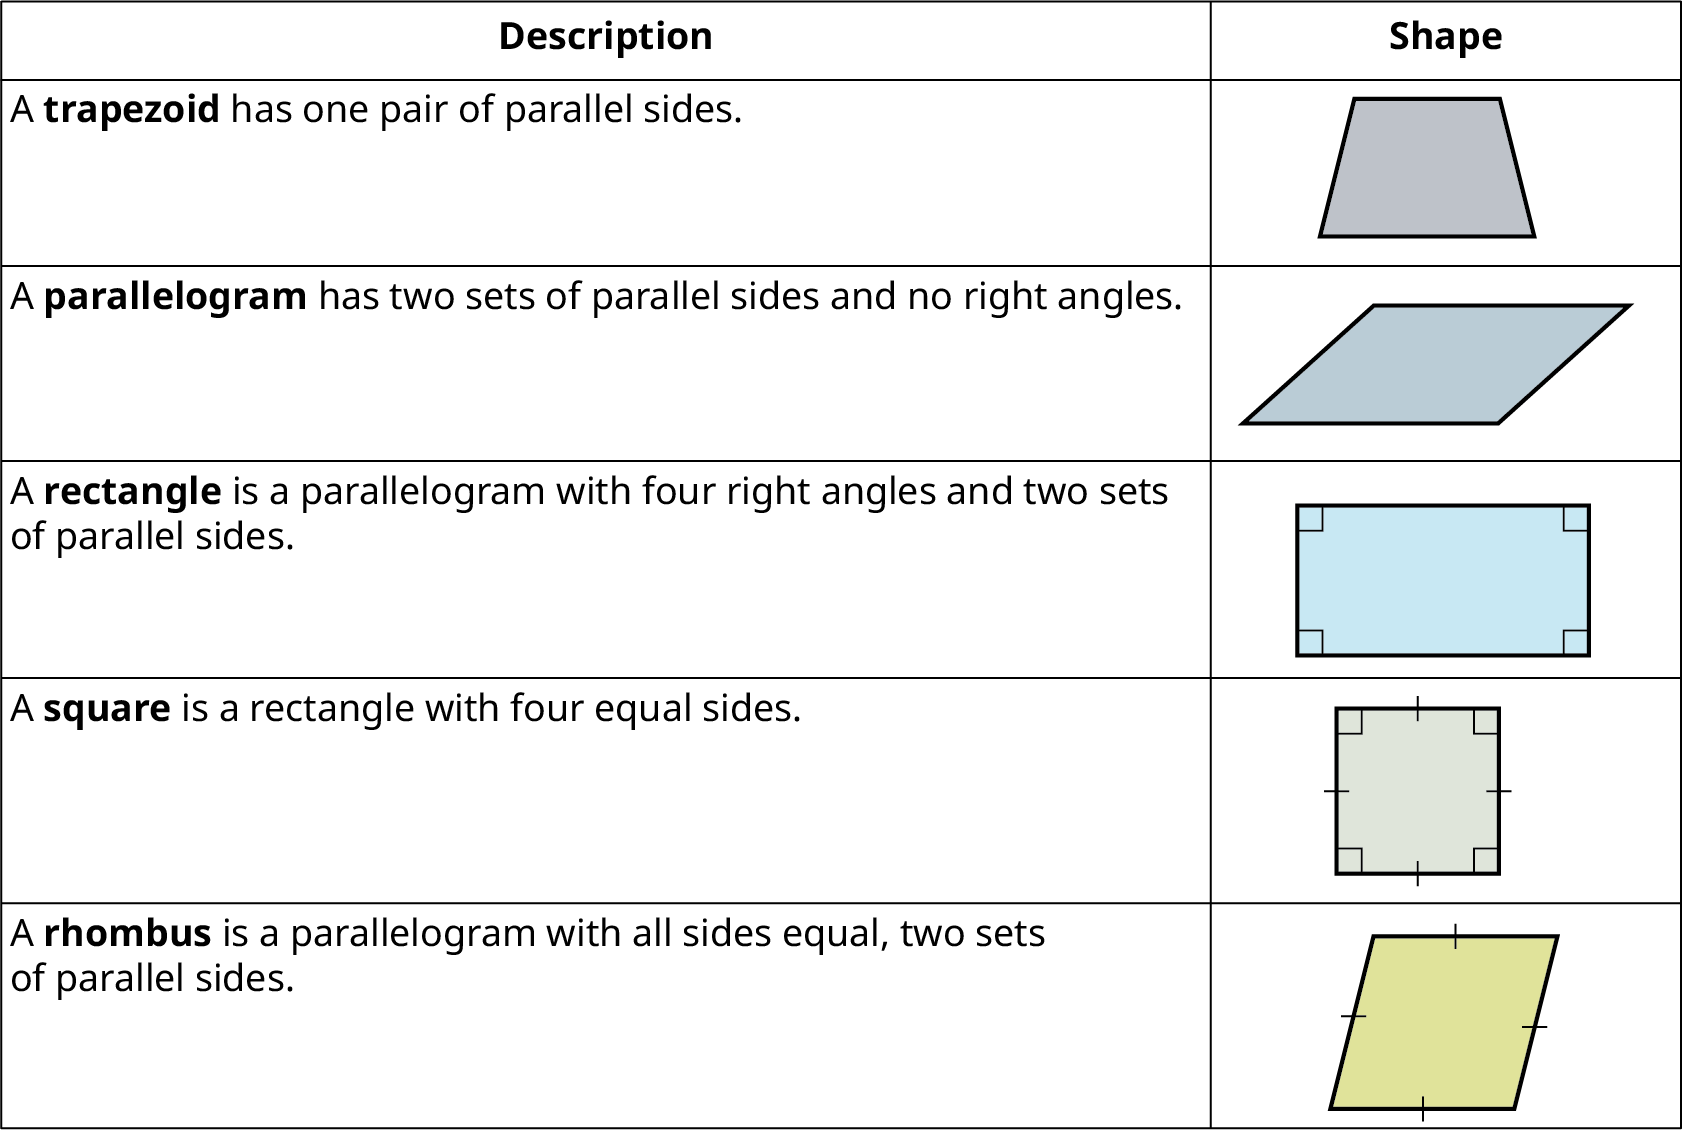 Description
Shape
A trapezoid has one pair of parallel sides.
A parallelogram has two sets of parallel sides and no right angles.
A rectangle is a parallelogram with four right angles and two sets
of parallel sides.
A square is a rectangle with four equal sides.
A rhombus is a parallelogram with all sides equal, two sets
of parallel sides.